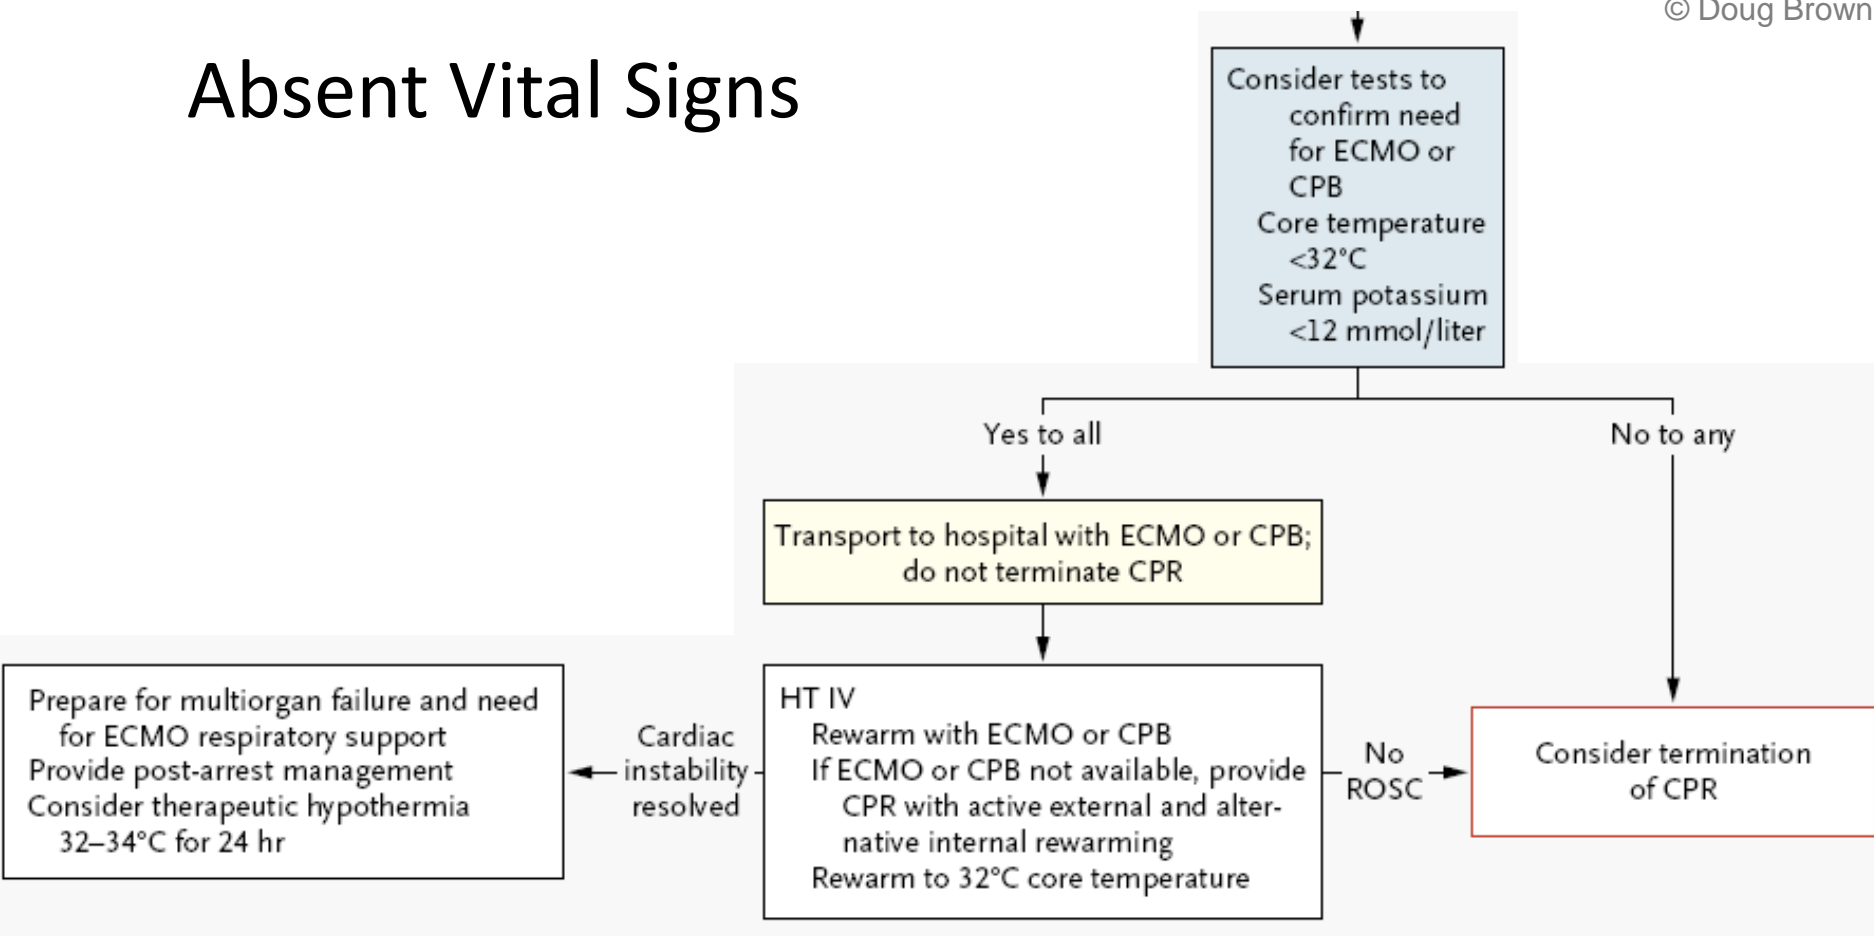 © Doug Brown
Absent Vital Signs
Consider tests to
confirm need
for ECMO or
CPB
Core temperature
<32°C
Serum potassium
<12 mmol/liter
Yes to all
No to any
Transport to hospital with ECMO or CPB;
do not terminate CPR
Prepare for multiorgan failure and need
for ECMO respiratory support
Provide post-arrest management
Consider therapeutic hypothermia
32–34°C for 24 hr
Cardiac
instability
resolved
HT IV
Rewarm with ECMO or CPB
If ECMO or CPB not available, provide
CPR with active external and alter-
native internal rewarming
Rewarm to 32°C core temperature
No
ROSC
Consider termination
of CPR